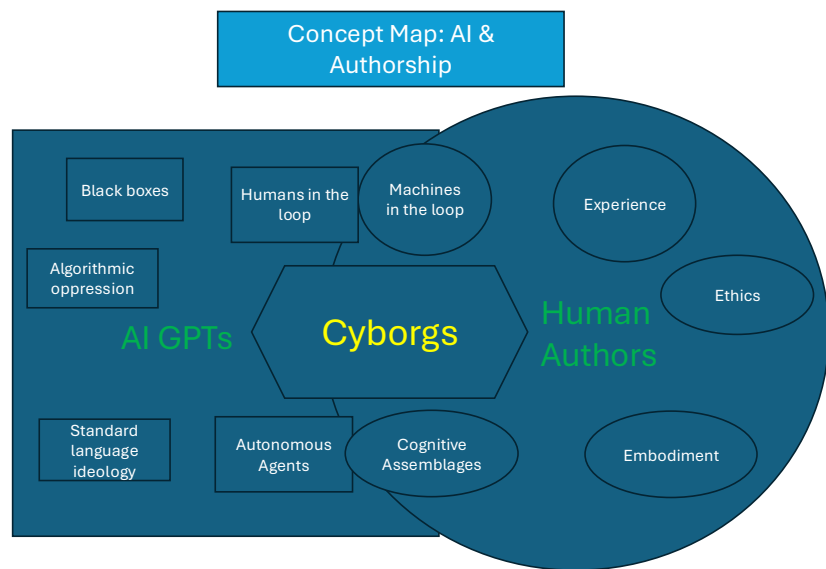 Concept Map: AI &
Authorship
Black boxes
Humans in the
loop
Machines
in the loop
Experience
Algorithmic
oppression
Ethics
AI GPTs
Cyborgs
Human
Authors
Standard
language
ideology
Autonomous
Agents
Cognitive
Assemblages
Embodiment